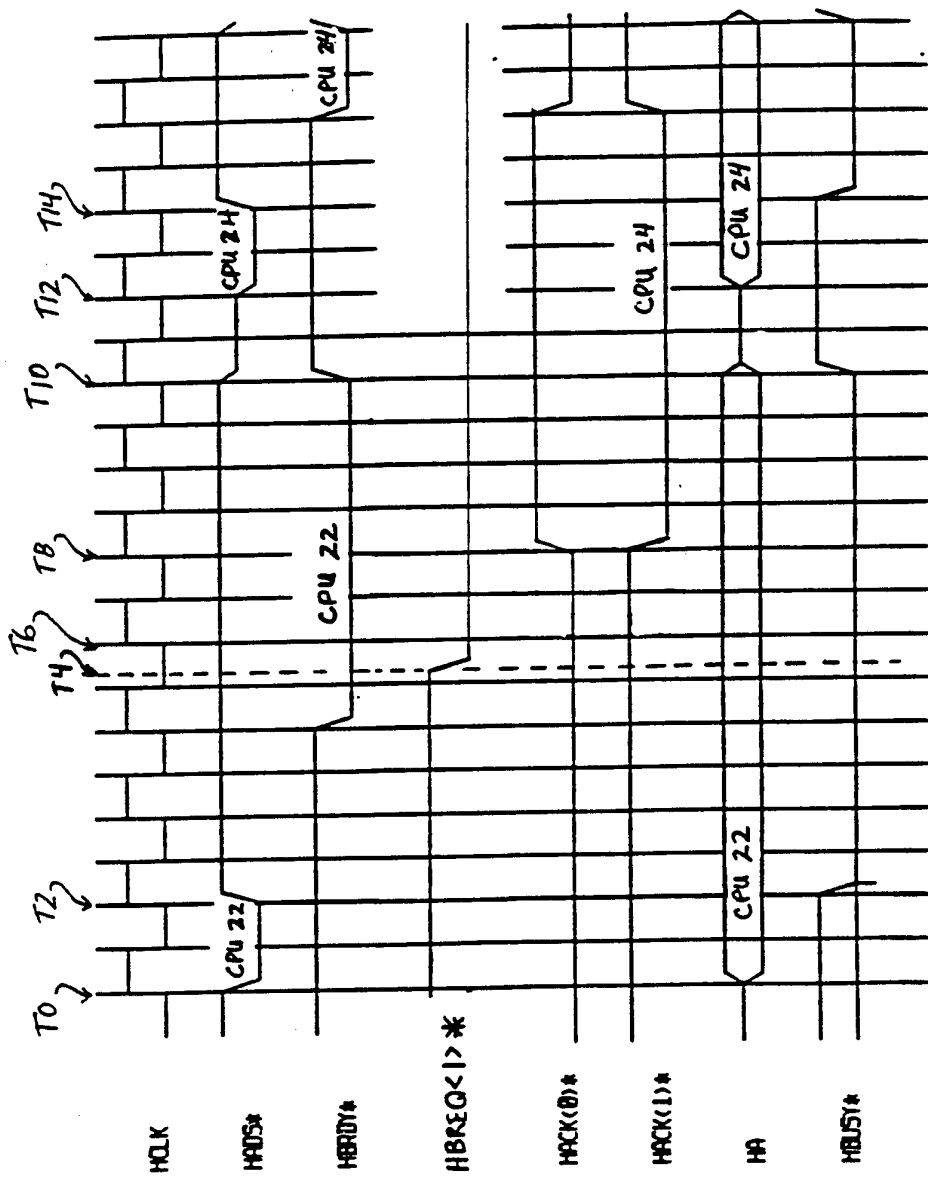 T0
T2
T4
T6
T8
T10
T12
T14
HCLK
HADS*
CPU 22
CPU 24
HBRDY*
CPU 22
CPU 24
HBREQ<1>*
HACK(0)*
HACK(1)*
CPU 24
HA
CPU 22
CPU 24
HBUSY*